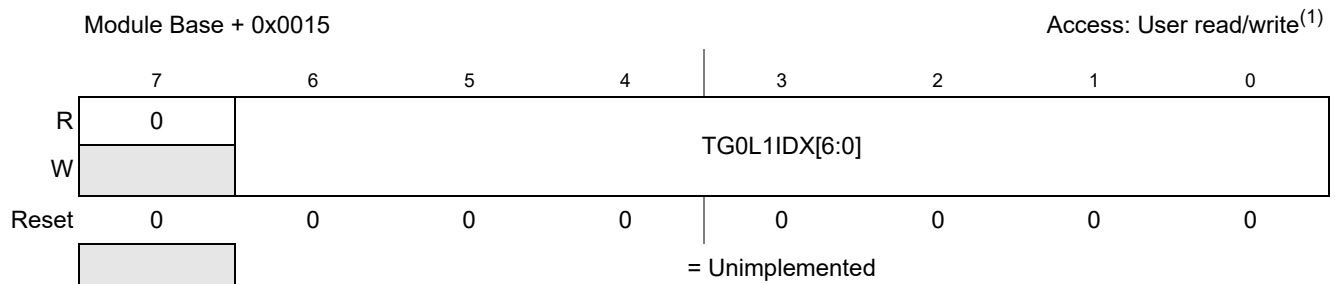 Module Base + 0x0015 Access: User read/write(1)
7 6 5 4 3 2 1 0
R 0 TG0L1IDX[6:0]
W
Reset 0 0 0 0 0 0 0 0
= Unimplemented